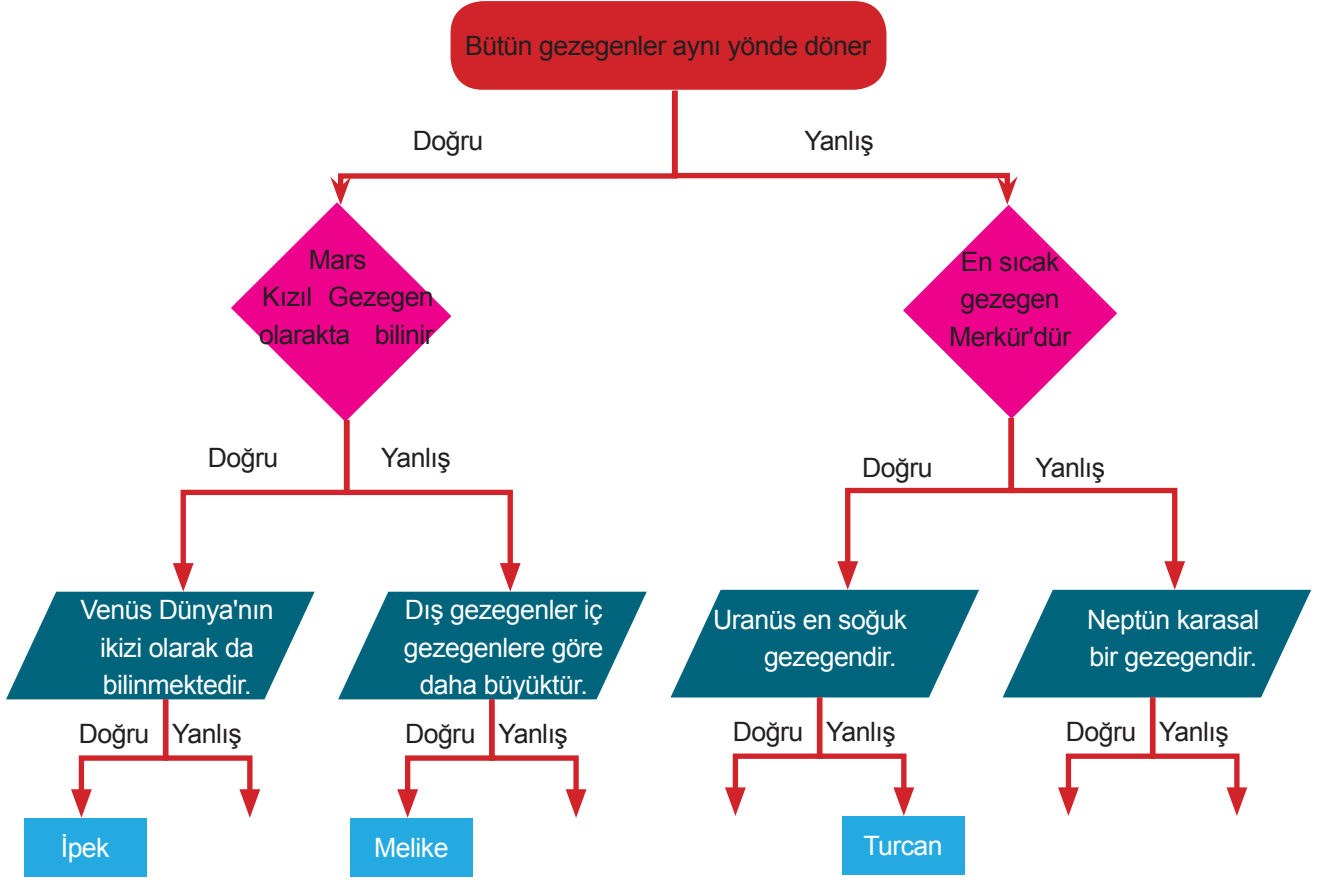 Bütün gezegenler aynı yönde döner
Doğru
Yanlış
Mars
Kızıl Gezegen
olarakta bilinir
En sıcak
gezegen
Merkür'dür
Doğru
Yanlış
Doğru
Yanlış
Venüs Dünya'nın
ikizi olarak da
bilinmektedir.
Dış gezegenler iç
gezegenlere göre
daha büyüktür.
Uranüs en soğuk
gezegendir.
Neptün karasal
bir gezegendir.
Doğru
Yanlış
Doğru
Yanlış
Doğru
Yanlış
Doğru
Yanlış
İpek
Melike
Turcan